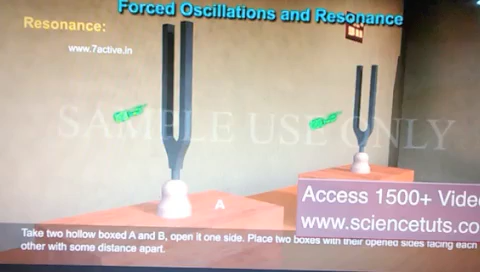 Forced Oscillations and Resonance
Resonance:
www.7active.in
SAMPLE USE ONLY
A
Access 1500+ Vide
www.sciencetuts.co
Take two hollow boxed A and B, open it one side. Place two boxes with their opened sides facing each
other with some distance apart.